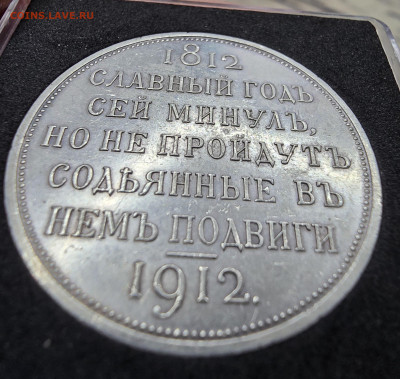 COINS.LAVE.RU
1812
СЛАВНЫЙ ГОДЪ
СЕЙ МИНУЛЪ,
НО НЕ ПРОЙДУТЪ
СОДѢЯННЫЕ ВЪ
НЕМЪ ПОДВИГИ
1912.